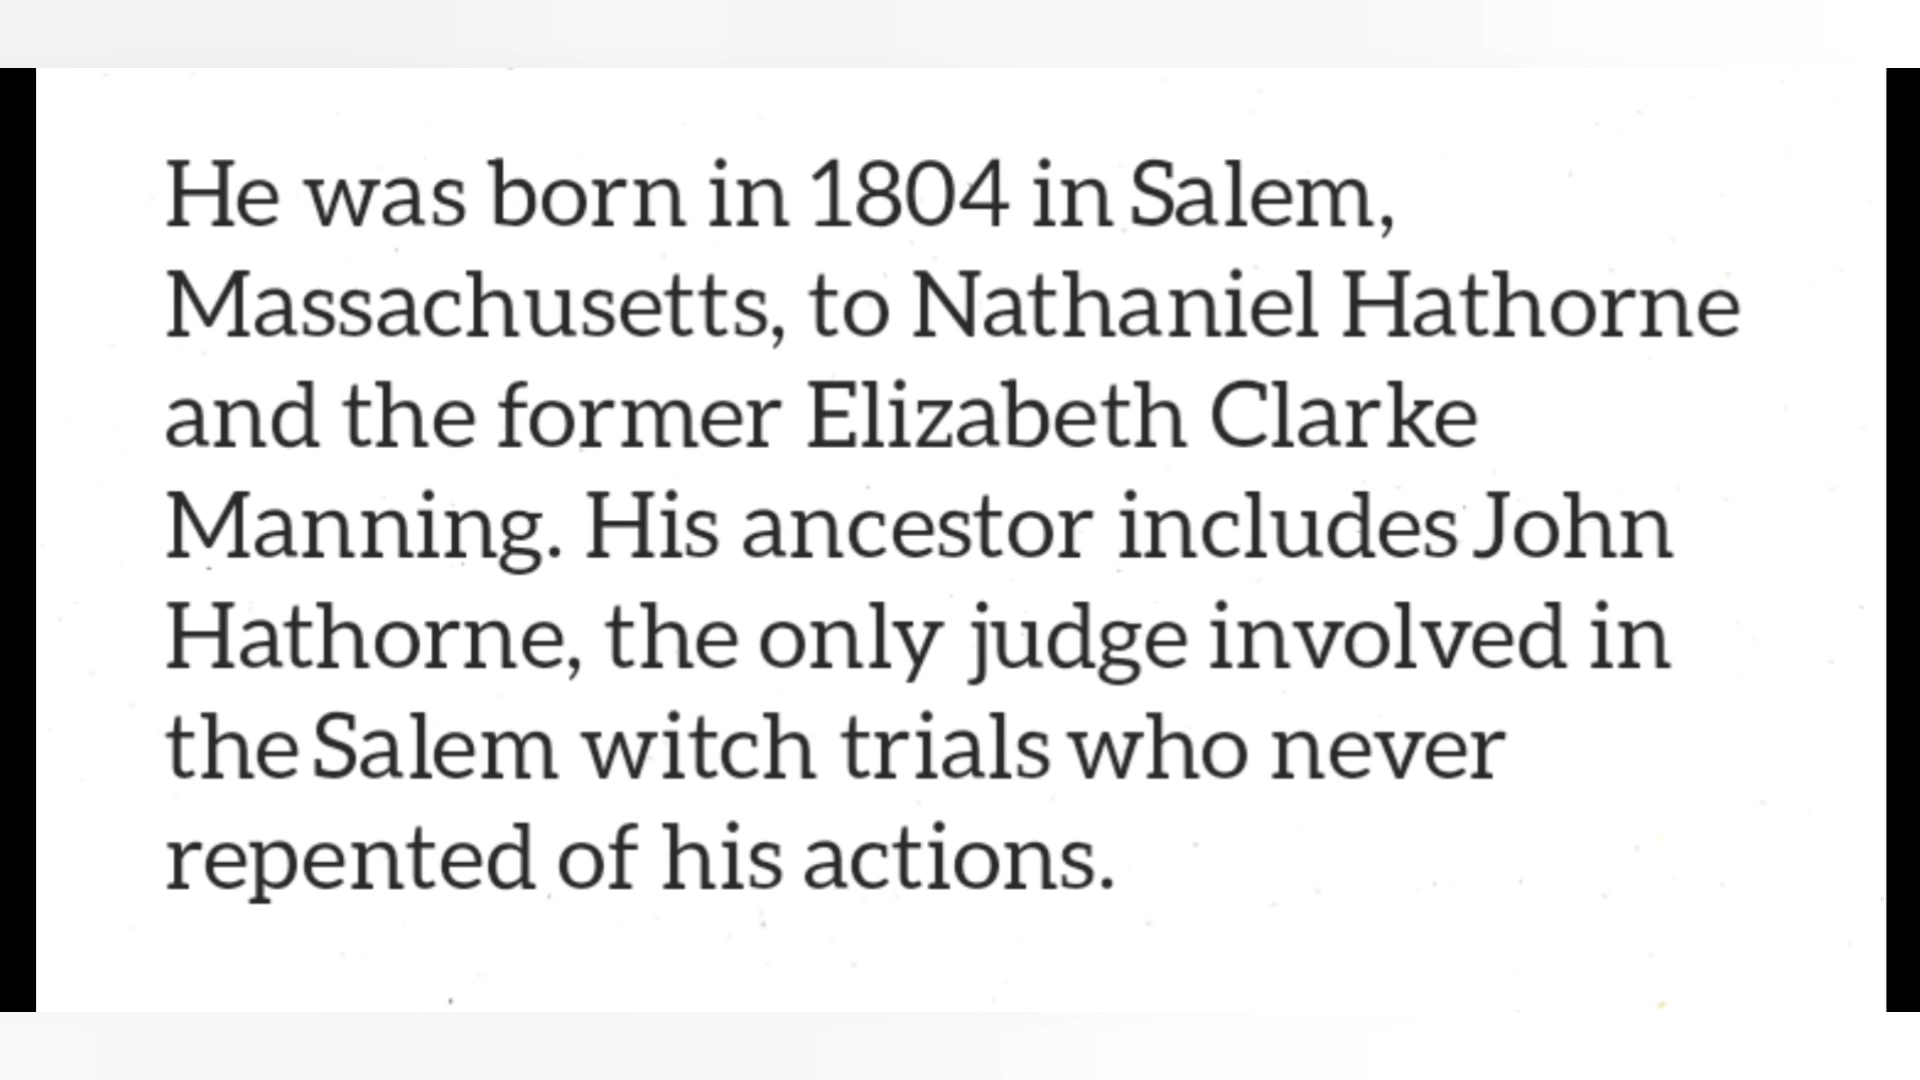 He was born in 1804 in Salem,
Massachusetts, to Nathaniel Hathorne
and the former Elizabeth Clarke
Manning. His ancestor includes John
Hathorne, the only judge involved in
the Salem witch trials who never
repented of his actions.